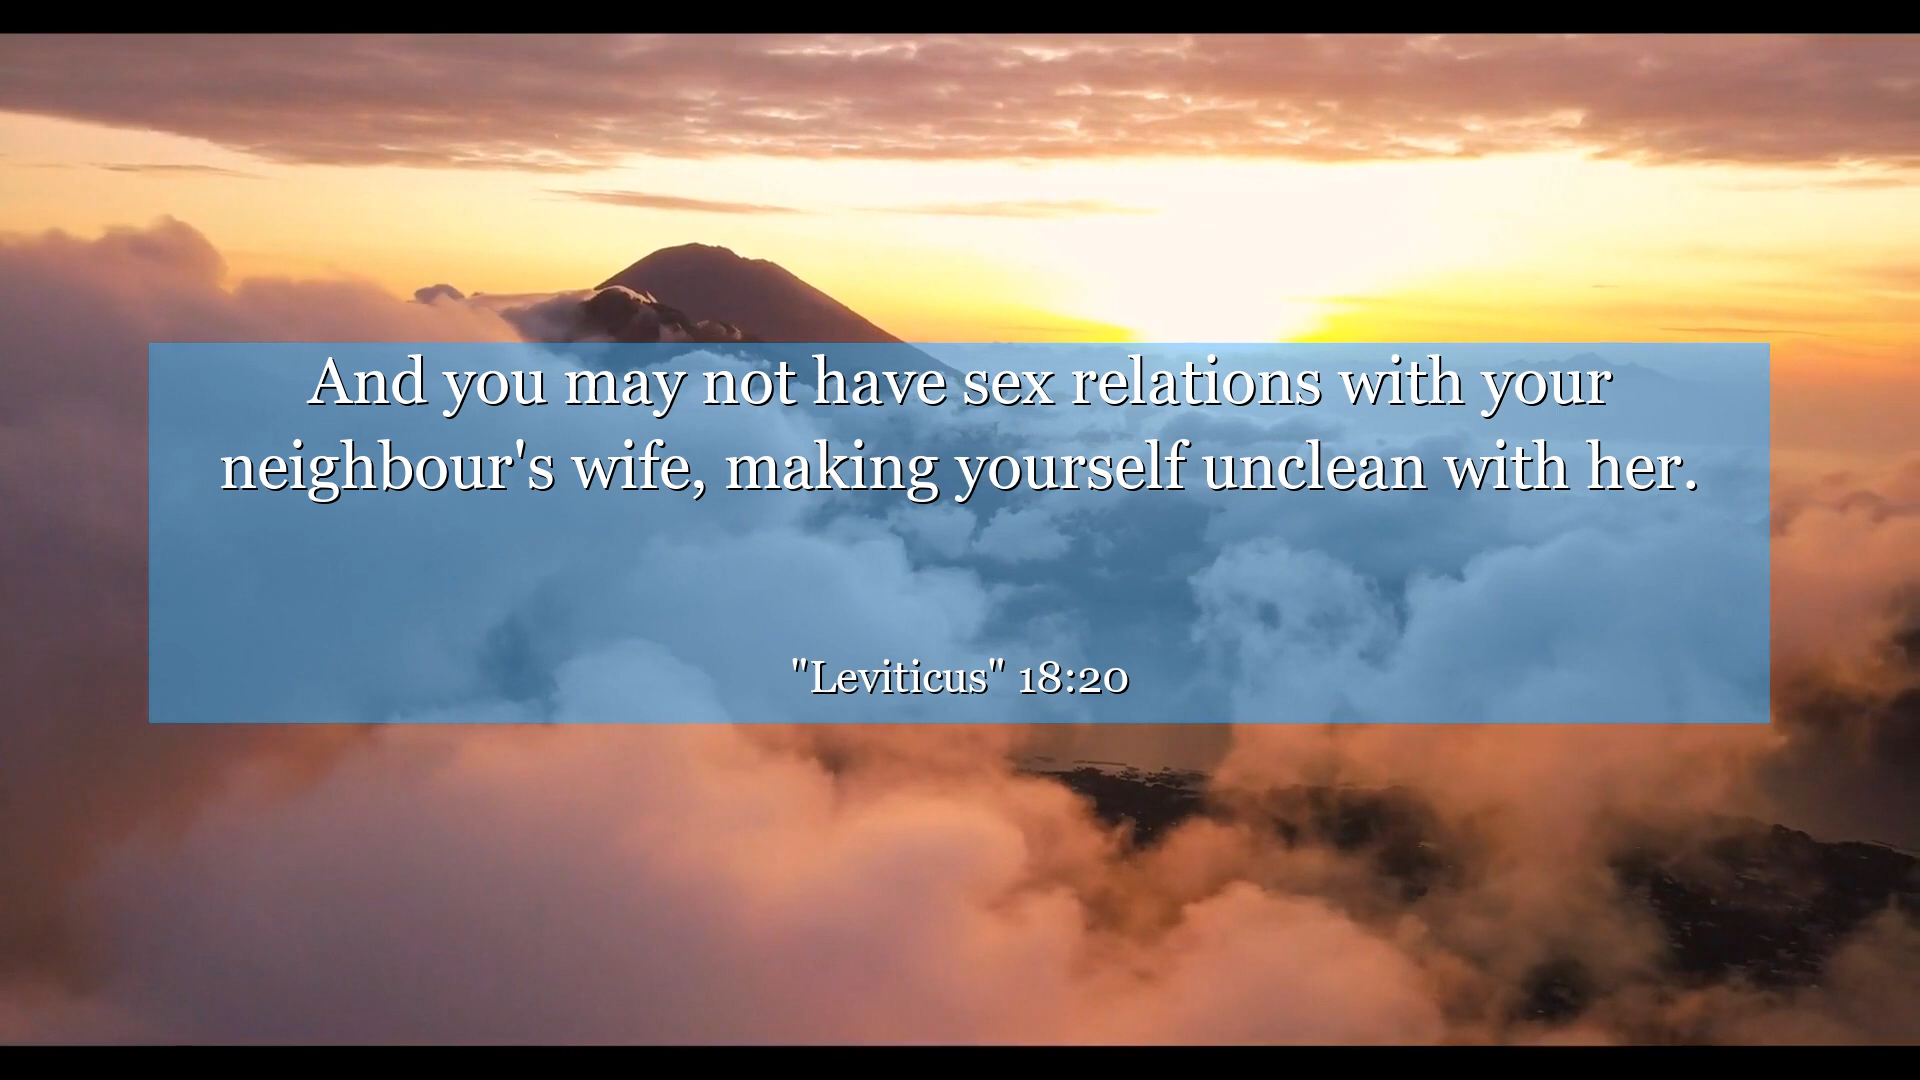 And you may not have sex relations with your
neighbour's wife, making yourself unclean with her.
"Leviticus" 18:20